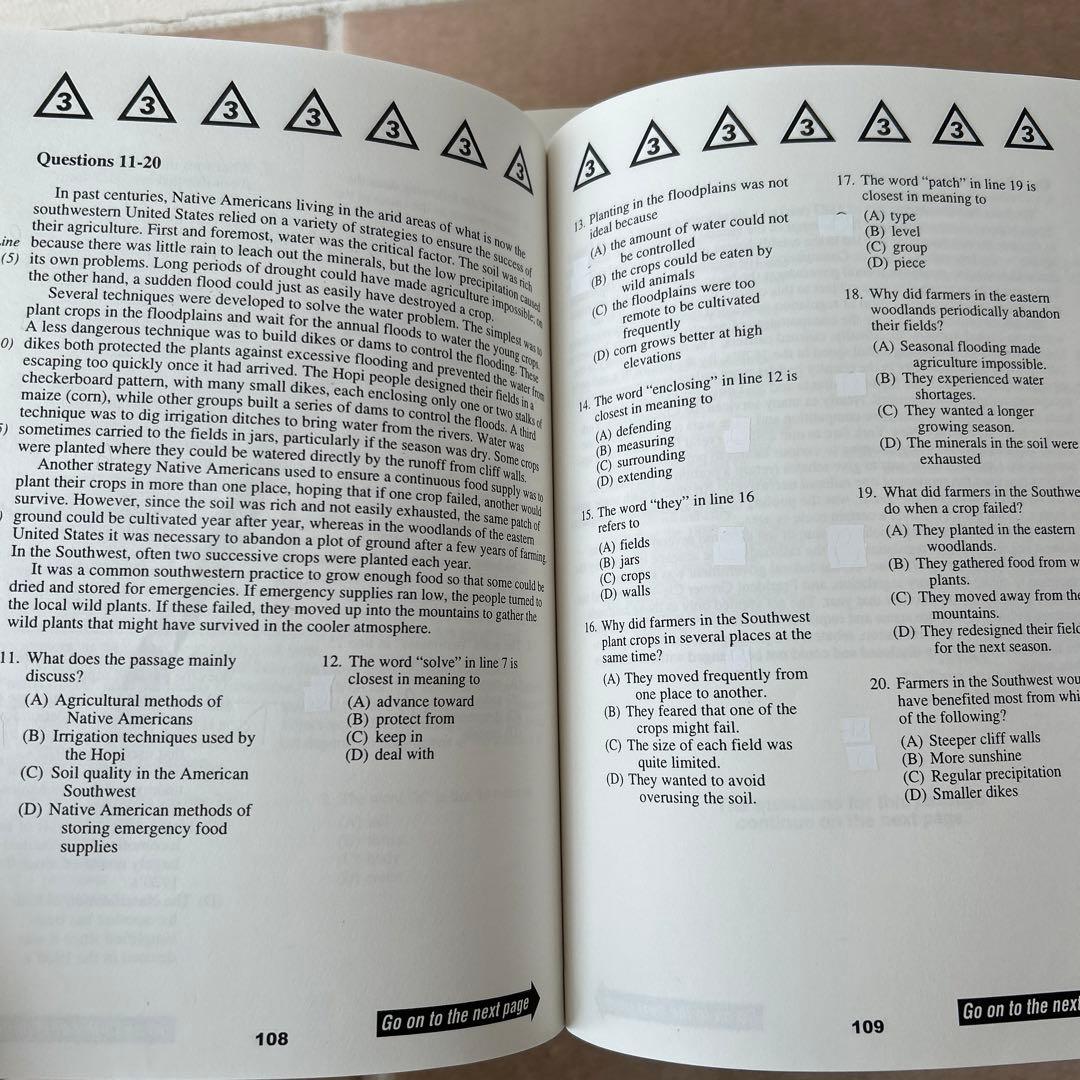 3 3 3 3 3 3 3
Questions 11-20
In past centuries, Native Americans living in the arid areas of what is now the
southwestern United States relied on a variety of strategies to ensure the success of
their agriculture. First and foremost, water was the critical factor. The soil was rich
ine because there was little rain to leach out the minerals, but the low precipitation caused
(5) its own problems. Long periods of drought could have made agriculture impossible; on
the other hand, a sudden flood could just as easily have destroyed a crop.
Several techniques were developed to solve the water problem. The simplest was to
plant crops in the floodplains and wait for the annual floods to water the young crops.
A less dangerous technique was to build dikes or dams to control the flooding. These
0) dikes both protected the plants against excessive flooding and prevented the water from
escaping too quickly once it had arrived. The Hopi people designed their fields in a
checkerboard pattern, with many small dikes, each enclosing only one or two stalks of
maize (corn), while other groups built a series of dams to control the floods. A third
technique was to dig irrigation ditches to bring water from the rivers. Water was
5) sometimes carried to the fields in jars, particularly if the season was dry. Some crops
were planted where they could be watered directly by the runoff from cliff walls.
Another strategy Native Americans used to ensure a continuous food supply was to
plant their crops in more than one place, hoping that if one crop failed, another would
survive. However, since the soil was rich and not easily exhausted, the same patch of
) ground could be cultivated year after year, whereas in the woodlands of the eastern
United States it was necessary to abandon a plot of ground after a few years of farming.
In the Southwest, often two successive crops were planted each year.
It was a common southwestern practice to grow enough food so that some could be
dried and stored for emergencies. If emergency supplies ran low, the people turned to
the local wild plants. If these failed, they moved up into the mountains to gather the
wild plants that might have survived in the cooler atmosphere.
11. What does the passage mainly
discuss?
(A) Agricultural methods of
Native Americans
(B) Irrigation techniques used by
the Hopi
(C) Soil quality in the American
Southwest
(D) Native American methods of
storing emergency food
supplies
12. The word "solve" in line 7 is
closest in meaning to
(A) advance toward
(B) protect from
(C) keep in
(D) deal with
Go on to the next page
108
3 3 3 3 3 3
13. Planting in the floodplains was not
ideal because
(A) the amount of water could not
be controlled
(B) the crops could be eaten by
wild animals
(C) the floodplains were too
remote to be cultivated
frequently
(D) corn grows better at high
elevations
14. The word "enclosing" in line 12 is
closest in meaning to
(A) defending
(B) measuring
(C) surrounding
(D) extending
15. The word "they" in line 16
refers to
(A) fields
(B) jars
(C) crops
(D) walls
16. Why did farmers in the Southwest
plant crops in several places at the
same time?
(A) They moved frequently from
one place to another.
(B) They feared that one of the
crops might fail.
(C) The size of each field was
quite limited.
(D) They wanted to avoid
overusing the soil.
17. The word "patch" in line 19 is
closest in meaning to
(A) type
(B) level
(C) group
(D) piece
18. Why did farmers in the eastern
woodlands periodically abandon
their fields?
(A) Seasonal flooding made
agriculture impossible.
(B) They experienced water
shortages.
(C) They wanted a longer
growing season.
(D) The minerals in the soil were
exhausted
19. What did farmers in the Southwe
do when a crop failed?
(A) They planted in the eastern
woodlands.
(B) They gathered food from w
plants.
(C) They moved away from the
mountains.
(D) They redesigned their field
for the next season.
20. Farmers in the Southwest wou
have benefited most from whi
of the following?
(A) Steeper cliff walls
(B) More sunshine
(C) Regular precipitation
(D) Smaller dikes
Go on to the next
109